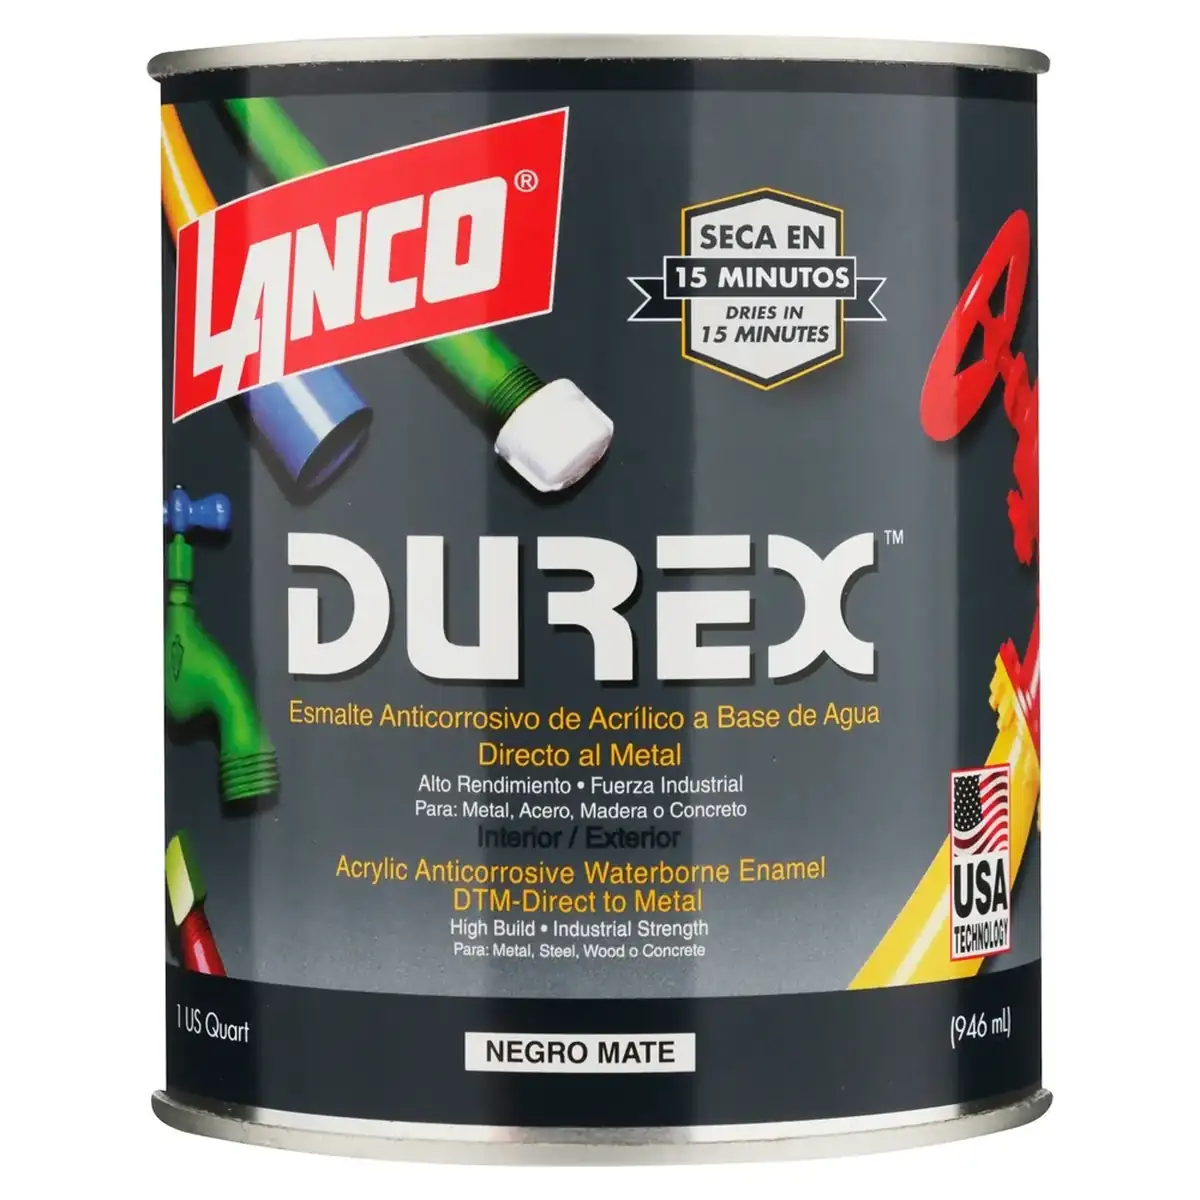 LANCO®
SECA EN
15 MINUTOS
DRIES IN
15 MINUTES
DUREX™
Esmalte Anticorrosivo de Acrílico a Base de Agua
Directo al Metal
Alto Rendimiento • Fuerza Industrial
Para: Metal, Acero, Madera o Concreto
Interior / Exterior
Acrylic Anticorrosive Waterborne Enamel
DTM-Direct to Metal
High Build • Industrial Strength
Para: Metal, Steel, Wood o Concrete
USA
TECHNOLOGY
1 US Quart
(946 mL)
NEGRO MATE